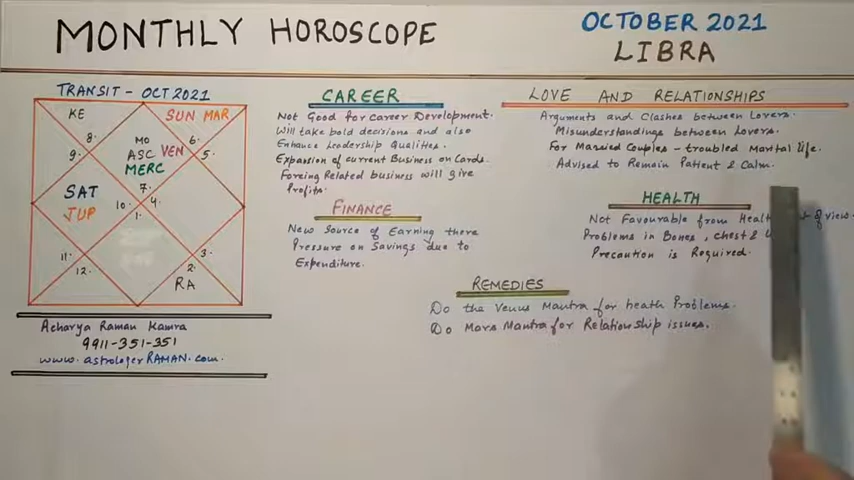 MONTHLY HOROSCOPE
OCTOBER 2021
LIBRA
TRANSIT - OCT 2021
KE
SUN MAR
8.
6.
MO
ASC VEN
MERC
9.
5.
SAT
JUP
7.
10.
4.
1.
11.
12.
3.
2.
RA
Acharya Raman Kamra
9911-351-351
www.astrologerRAMAN.com.
CAREER
Not Good for Career Development.
Will take bold decisions and also
Enhance Leadership Qualities.
Expansion of current Business on Cards.
Foreing Related business will give
Profits.
FINANCE
New Source of Earning there
Pressure on Savings due to
Expenditure.
LOVE AND RELATIONSHIPS
Arguments and Clashes between Lovers.
Misunderstandings between Lovers.
For Married Couples - troubled Marital life.
Advised to Remain Patient & Calm.
HEALTH
Not Favourable from Heal of view.
Problems in Bones, Chest &
Precaution is Required.
REMEDIES
Do the Venus Mantra for heath Problems.
Do Mars Mantra for Relationship issues.